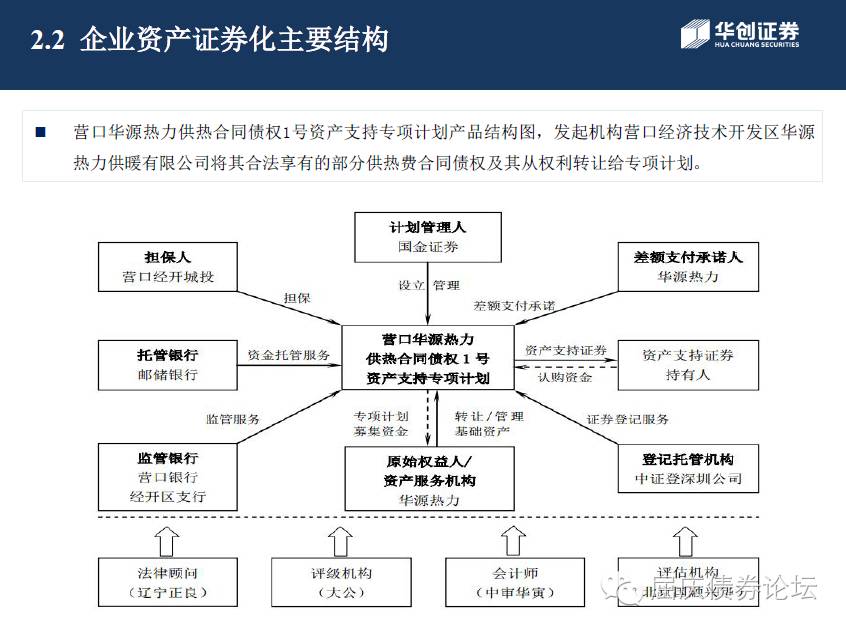 2.2 企业资产证券化主要结构
华创证券
HUA CHUANG SECURITIES
■ 营口华源热力供热合同债权1号资产支持专项计划产品结构图，发起机构营口经济技术开发区华源
热力供暖有限公司将其合法享有的部分供热费合同债权及其从权利转让给专项计划。
计划管理人
国金证券
担保人
营口经开城投
差额支付承诺人
华源热力
设立 管理
担保
差额支付承诺
营口华源热力
供热合同债权 1 号
资产支持专项计划
托管银行
邮储银行
资金托管服务
资产支持证券
认购资金
资产支持证券
持有人
监管服务
专项计划
募集资金
转让/管理
基础资产
证券登记服务
监管银行
营口银行
经开区支行
原始权益人/
资产服务机构
华源热力
登记托管机构
中证登深圳公司
法律顾问
（辽宁正良）
评级机构
（大公）
会计师
（中审华寅）
评估机构
屈庆债券论坛